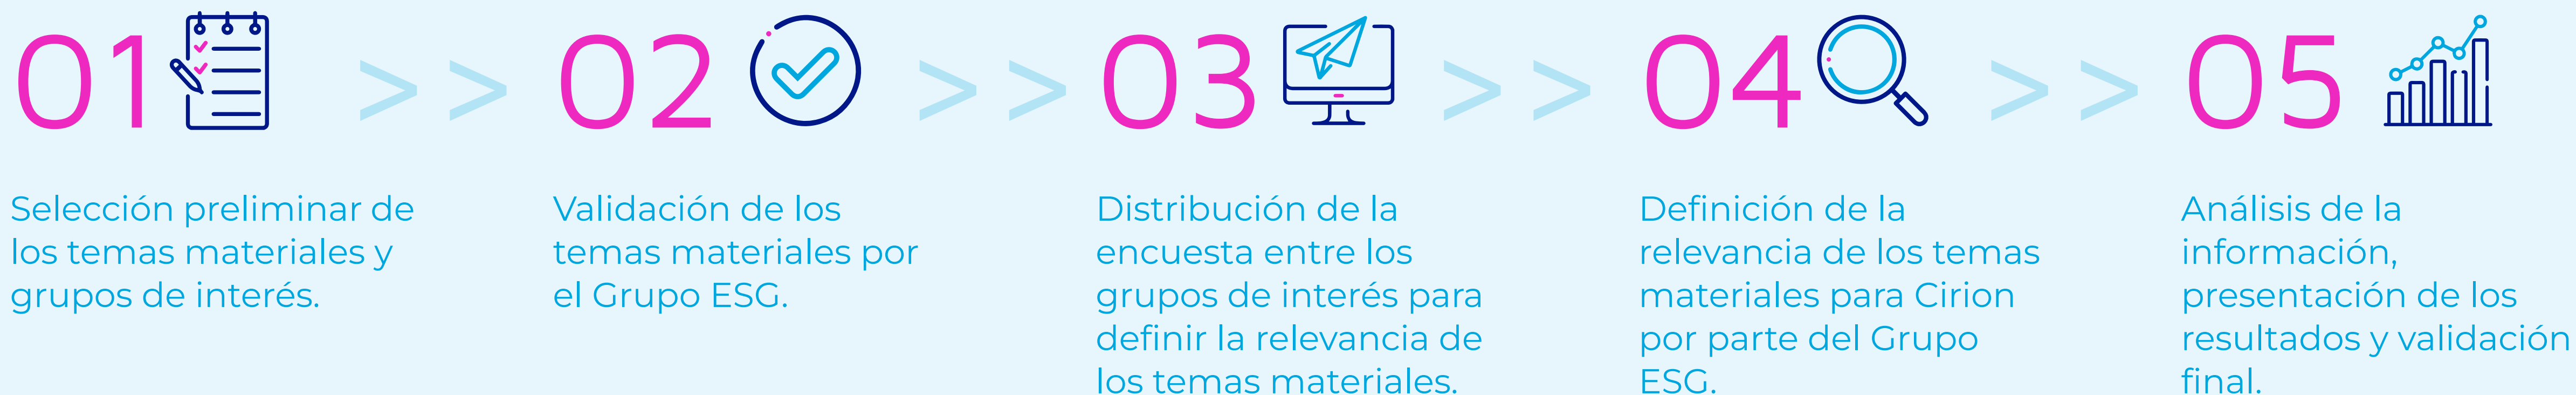 01
>>
02
>>
03
>>
04
>>
05
Selección preliminar de
los temas materiales y
grupos de interés.
Validación de los
temas materiales por
el Grupo ESG.
Distribución de la
encuesta entre los
grupos de interés para
definir la relevancia de
los temas materiales.
Definición de la
relevancia de los temas
materiales para Cirion
por parte del Grupo
ESG.
Análisis de la
información,
presentación de los
resultados y validación
final.